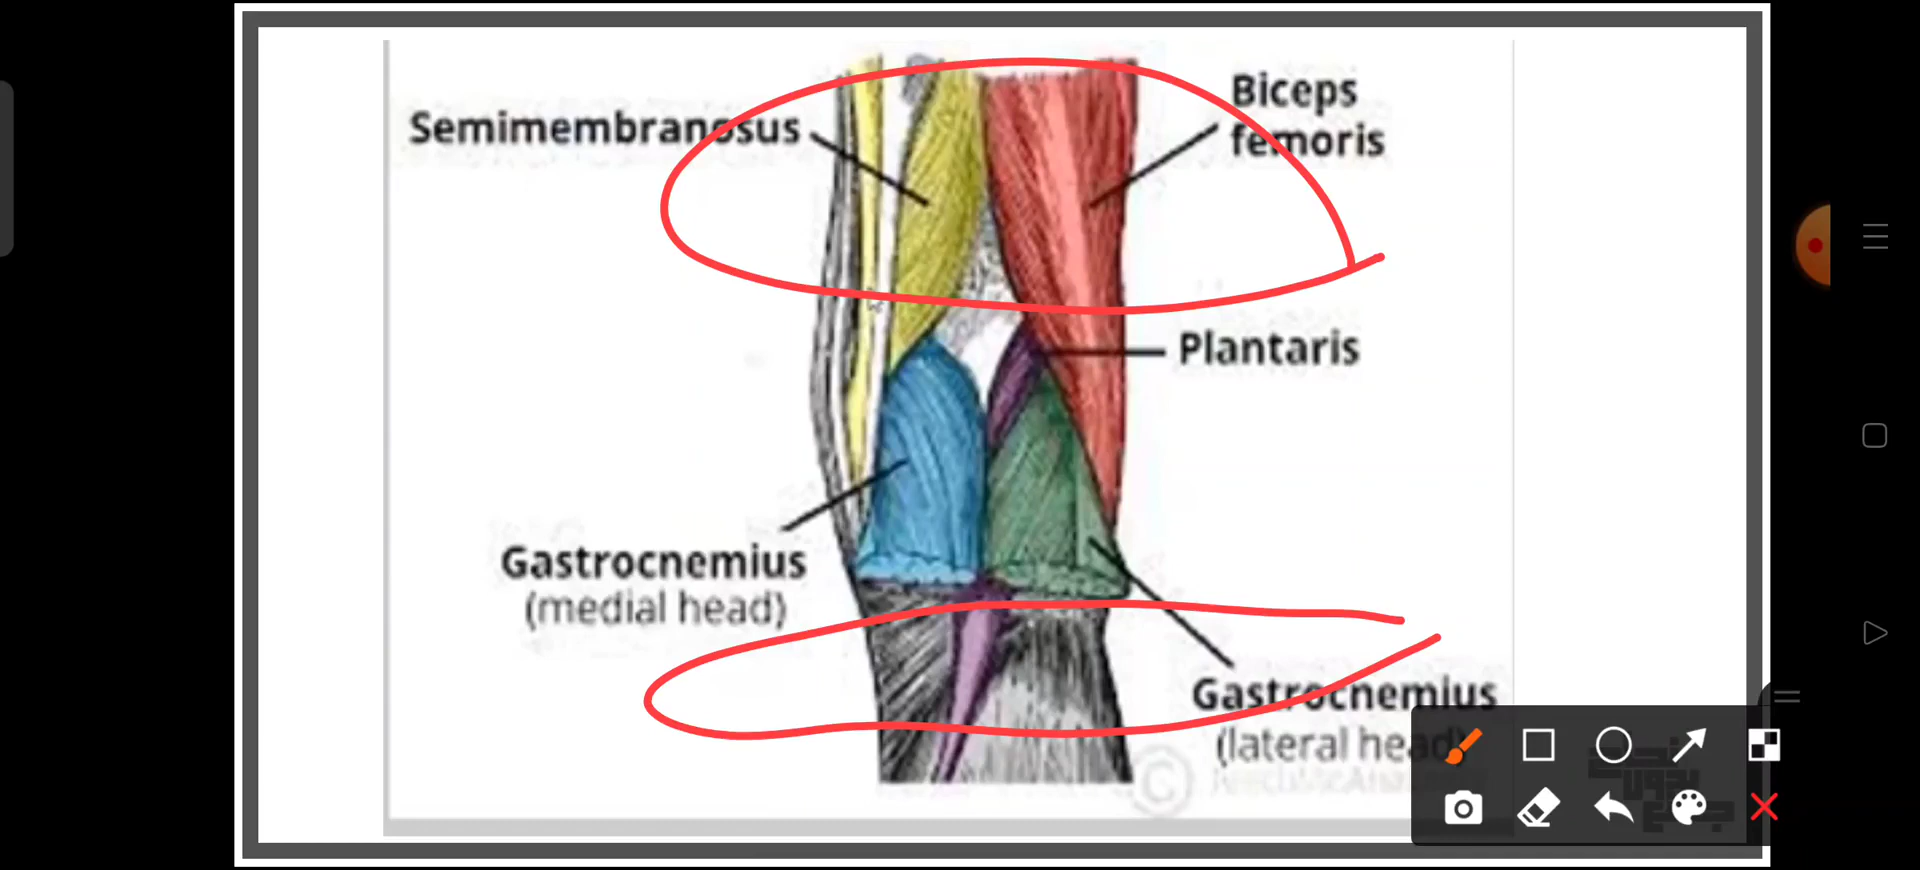 Semimembranosus
Biceps
femoris
Plantaris
Gastrocnemius
(medial head)
Gastrocnemius
(lateral head)